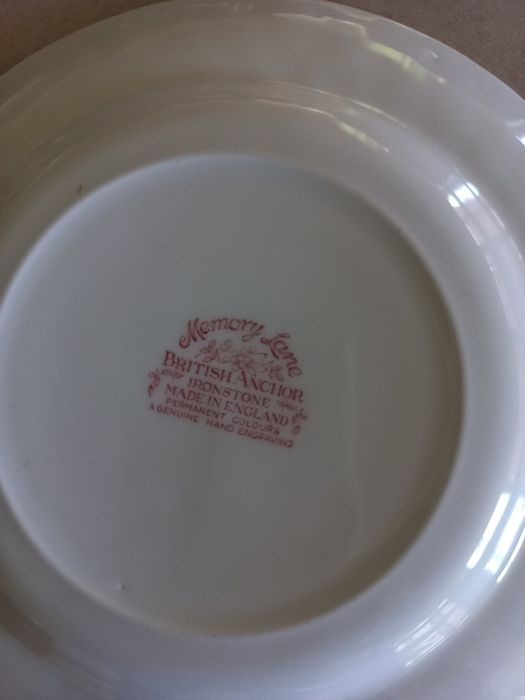 Memory Lane
BRITISH ANCHOR
IRONSTONE
MADE IN ENGLAND
PERMANENT COLOURS
A GENUINE HAND ENGRAVING